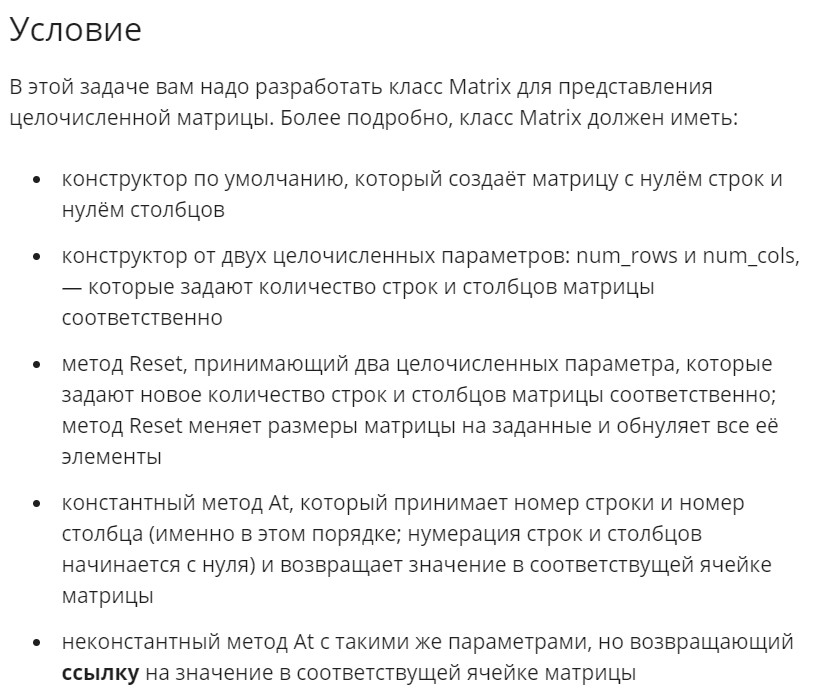 Условие
В этой задаче вам надо разработать класс Matrix для представления
целочисленной матрицы. Более подробно, класс Matrix должен иметь:
• конструктор по умолчанию, который создаёт матрицу с нулём строк и
нулём столбцов
• конструктор от двух целочисленных параметров: num_rows и num_cols,
— которые задают количество строк и столбцов матрицы
соответственно
• метод Reset, принимающий два целочисленных параметра, которые
задают новое количество строк и столбцов матрицы соответственно;
метод Reset меняет размеры матрицы на заданные и обнуляет все её
элементы
• константный метод At, который принимает номер строки и номер
столбца (именно в этом порядке; нумерация строк и столбцов
начинается с нуля) и возвращает значение в соответствущей ячейке
матрицы
• неконстантный метод At с такими же параметрами, но возвращающий
ссылку на значение в соответствущей ячейке матрицы